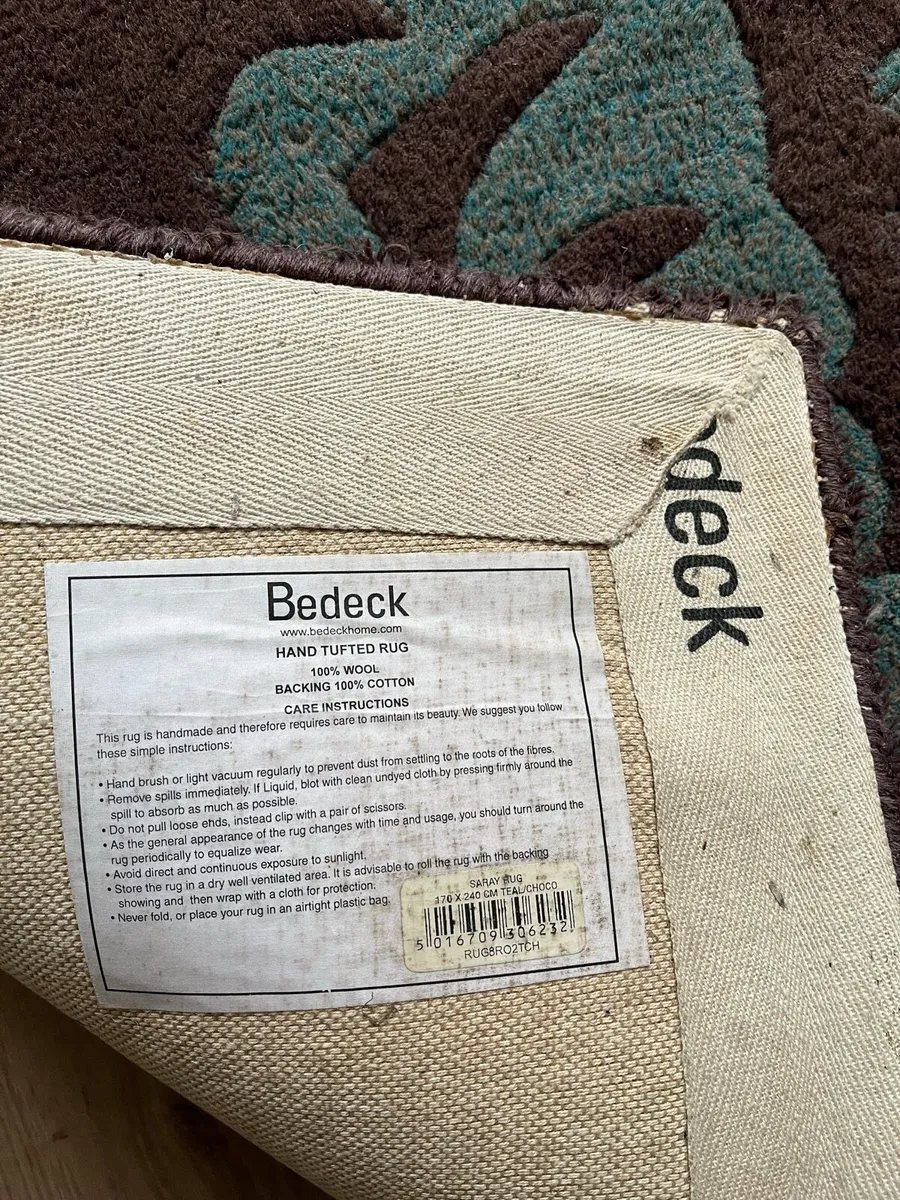 Bedeck
www.bedeckhome.com
HAND TUFTED RUG
100% WOOL
BACKING 100% COTTON
CARE INSTRUCTIONS
This rug is handmade and therefore requires care to maintain its beauty. We suggest you follow
these simple instructions:
• Hand brush or light vacuum regularly to prevent dust from settling to the roots of the fibres.
• Remove spills immediately. If Liquid, blot with clean undyed cloth by pressing firmly around the
spill to absorb as much as possible.
• Do not pull loose ends, instead clip with a pair of scissors.
• As the general appearance of the rug changes with time and usage, you should turn around the
rug periodically to equalize wear.
• Avoid direct and continuous exposure to sunlight.
• Store the rug in a dry well ventilated area. It is advisable to roll the rug with the backing
showing and then wrap with a cloth for protection.
• Never fold, or place your rug in an airtight plastic bag.
SARAY RUG
170 X 240 CM TEAL/CHOCO
5 016709 306232
RUG8RO2TCH
deck